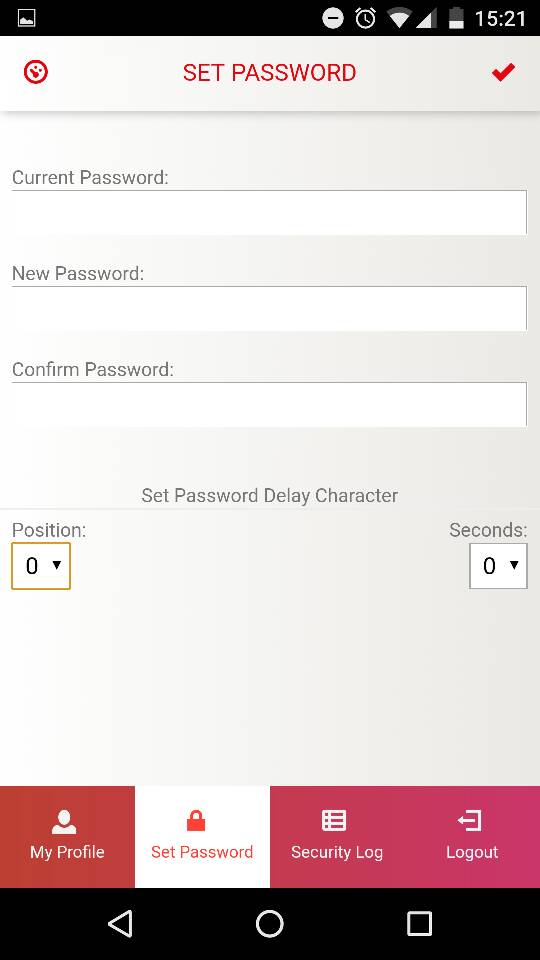 15:21
SET PASSWORD
Current Password:
New Password:
Confirm Password:
Set Password Delay Character
Position: Seconds:
0 0
My Profile Set Password Security Log Logout